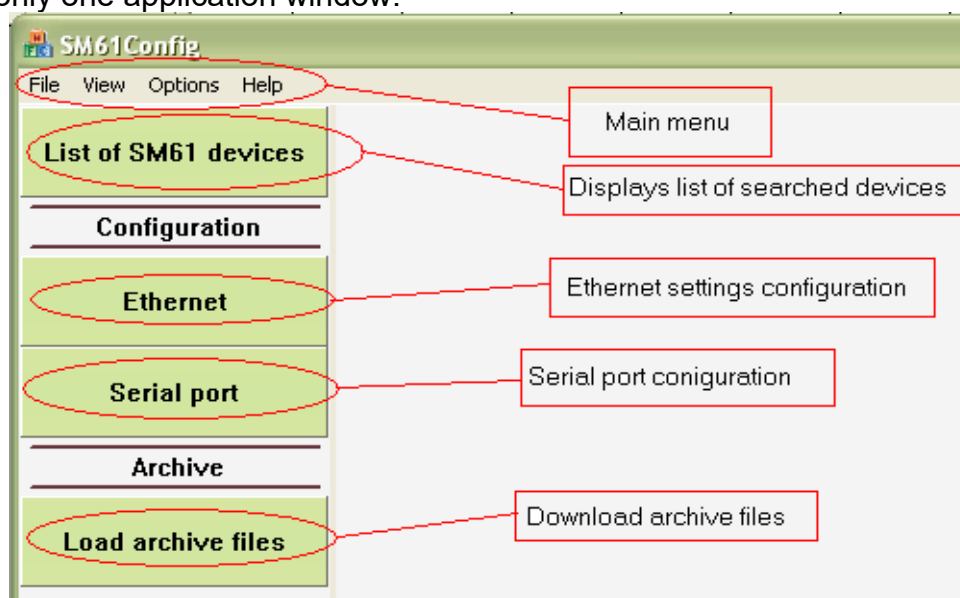 only one application window.
SM61Config
File View Options Help
Main menu
List of SM61 devices
Displays list of searched devices
Configuration
Ethernet
Ethernet settings configuration
Serial port
Serial port coniguration
Archive
Load archive files
Download archive files